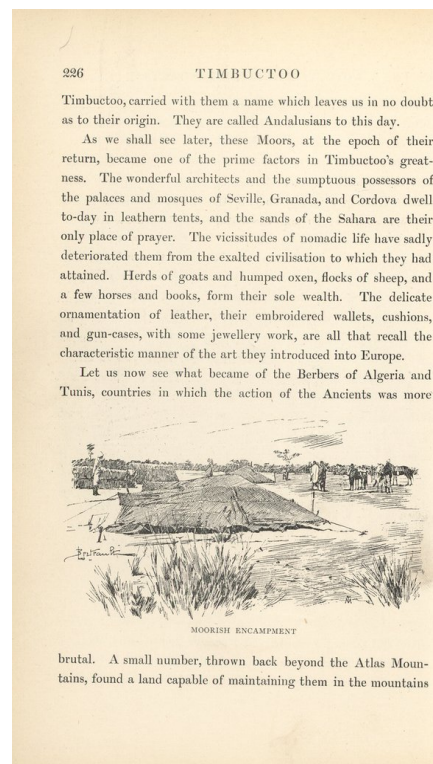 226 TIMBUCTOO
Timbuctoo, carried with them a name which leaves us in no doubt
as to their origin. They are called Andalusians to this day.
As we shall see later, these Moors, at the epoch of their
return, became one of the prime factors in Timbuctoo's great-
ness. The wonderful architects and the sumptuous possessors of
the palaces and mosques of Seville, Granada, and Cordova dwell
to-day in leathern tents, and the sands of the Sahara are their
only place of prayer. The vicissitudes of nomadic life have sadly
deteriorated them from the exalted civilisation to which they had
attained. Herds of goats and humped oxen, flocks of sheep, and
a few horses and books, form their sole wealth. The delicate
ornamentation of leather, their embroidered wallets, cushions,
and gun-cases, with some jewellery work, are all that recall the
characteristic manner of the art they introduced into Europe.
Let us now see what became of the Berbers of Algeria and
Tunis, countries in which the action of the Ancients was more
MOORISH ENCAMPMENT
brutal. A small number, thrown back beyond the Atlas Moun-
tains, found a land capable of maintaining them in the mountains